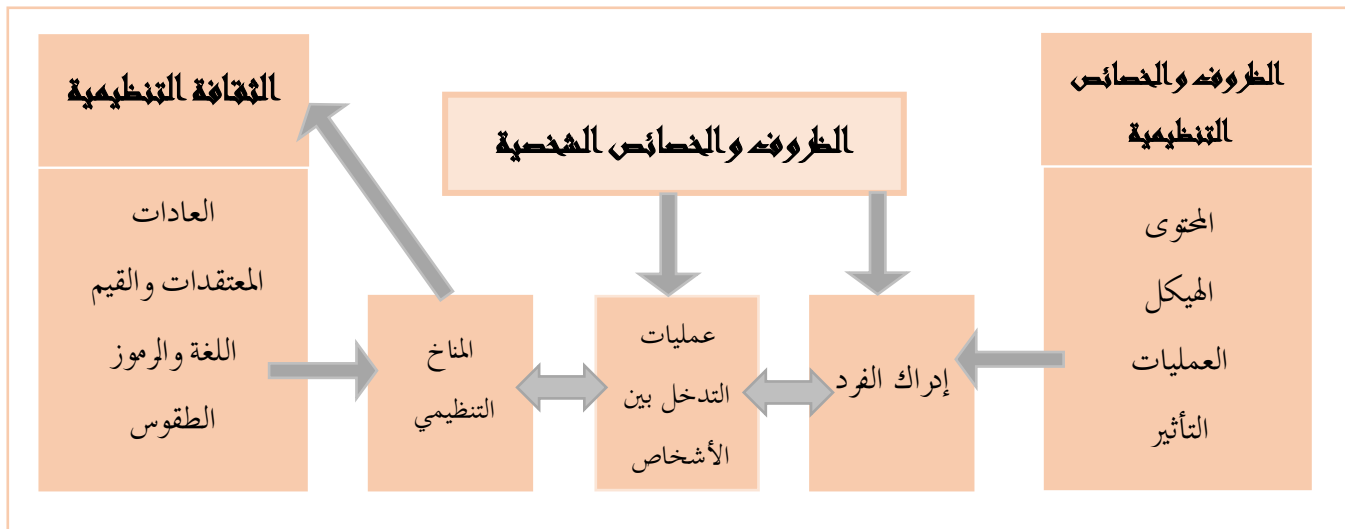 الظروف والخصائص
التنظيمية
المحتوى
الهيكل
العمليات
التأثير
الظروف والخصائص الشخصية
إدراك الفرد
عمليات
التدخل بين
الأشخاص
المناخ
التنظيمي
الثقافة التنظيمية
العادات
المعتقدات والقيم
اللغة والرموز
الطقوس